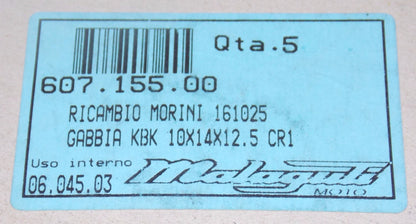 Qta.5
607.155.00
RICAMBIO MORINI 161025
GABBIA KBK 10X14X12.5 CR1
Uso interno
06.045.03
Malaguti
MOTO